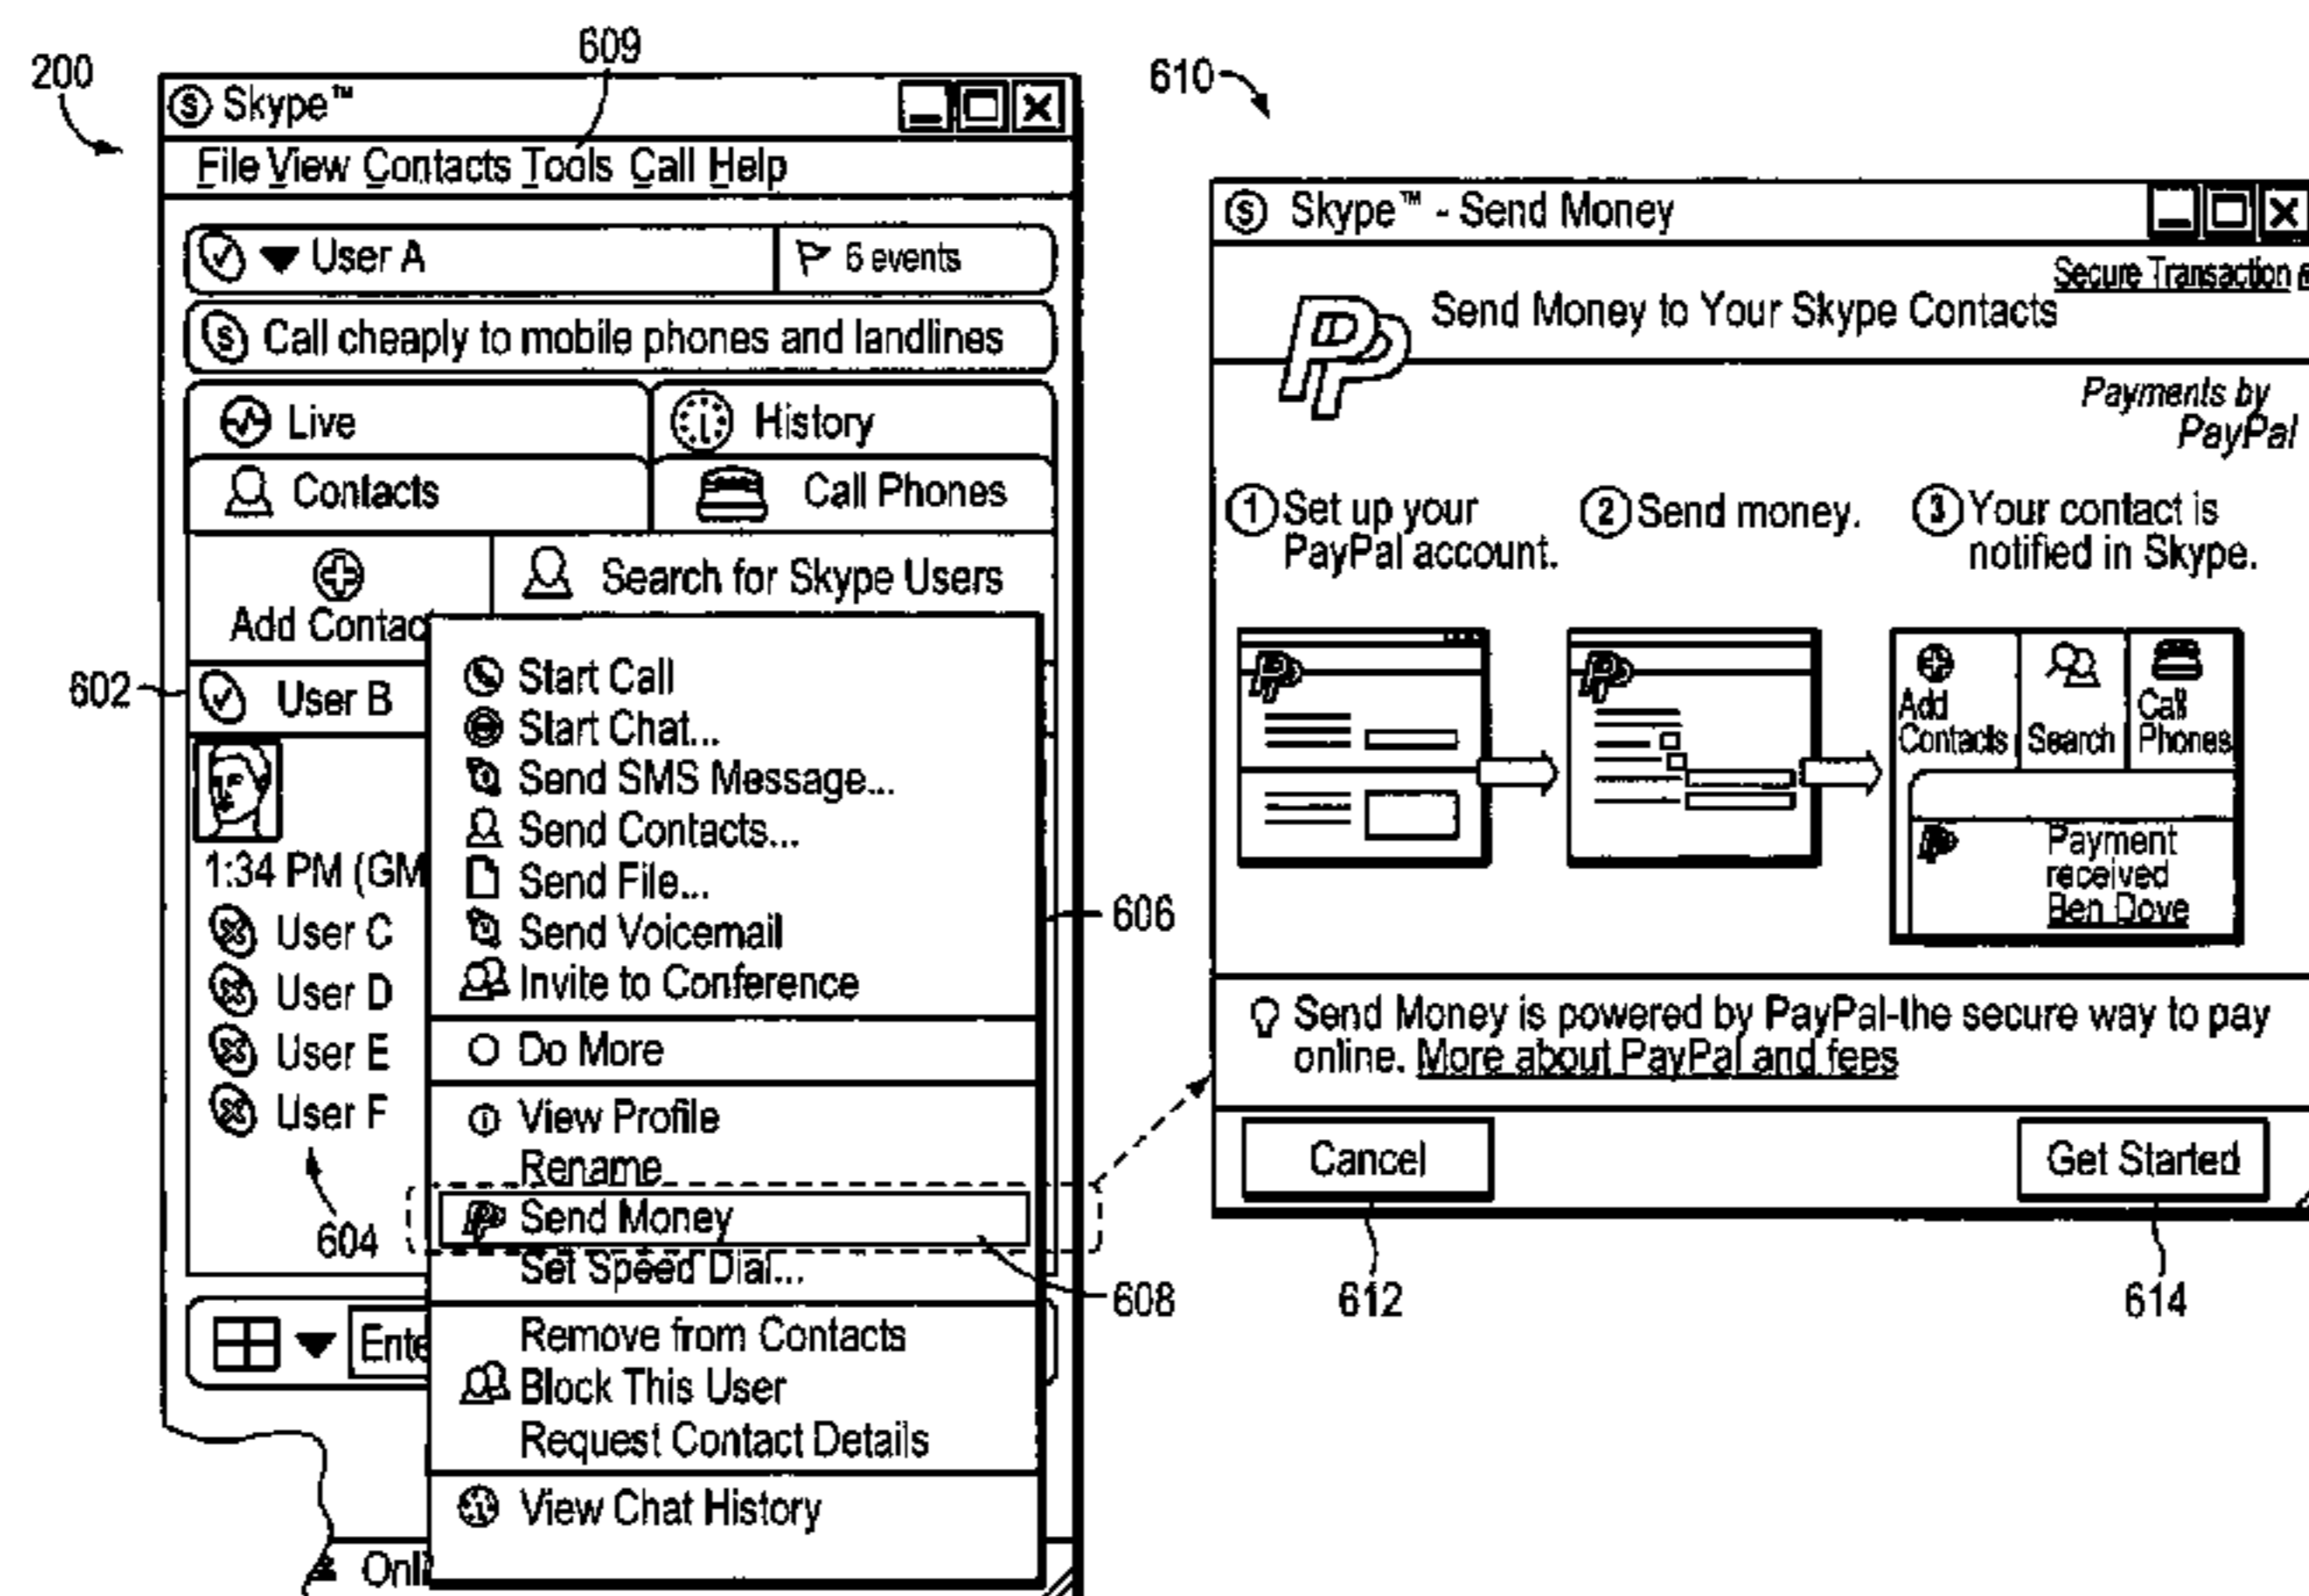 200
609
Skype™
File View Contacts Tools Call Help
User A
6 events
Call cheaply to mobile phones and landlines
Live
History
Contacts
Call Phones
Add Contac
Search for Skype Users
602
User B
1:34 PM (GM
User C
User D
User E
User F
604
Start Call
Start Chat...
Send SMS Message...
Send Contacts...
Send File...
Send Voicemail
Invite to Conference
606
Do More
View Profile
Rename
Send Money
Set Speed Dial...
608
Remove from Contacts
Block This User
Request Contact Details
View Chat History
Ente
Onli
610
Skype™ - Send Money
Secure Transaction
Send Money to Your Skype Contacts
Payments by
PayPal
1 Set up your
PayPal account.
2 Send money.
3 Your contact is
notified in Skype.
Add
Contacts
Search
Call
Phones
Payment
received
Ben Dove
Send Money is powered by PayPal-the secure way to pay
online. More about PayPal and fees
Cancel
Get Started
612
614